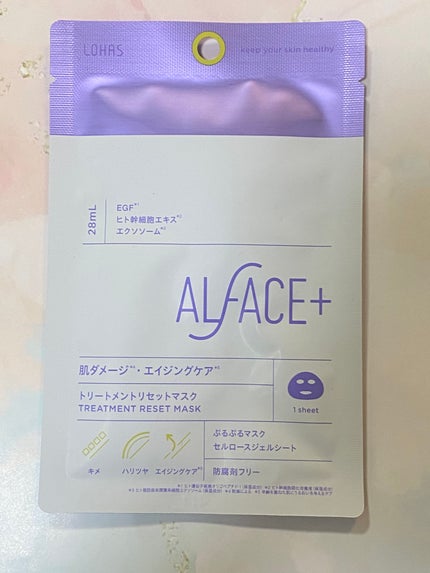 LOHAS
keep your skin healthy
28mL
EGF*1
ヒト幹細胞エキス*2
エクソソーム*3
ALFACE+
肌ダメージ*4・エイジングケア*5
トリートメントリセットマスク
TREATMENT RESET MASK
1 sheet
ぷるぷるマスク
セルロースジェルシート
キメ
ハリツヤ
エイジングケア*5
防腐剤フリー